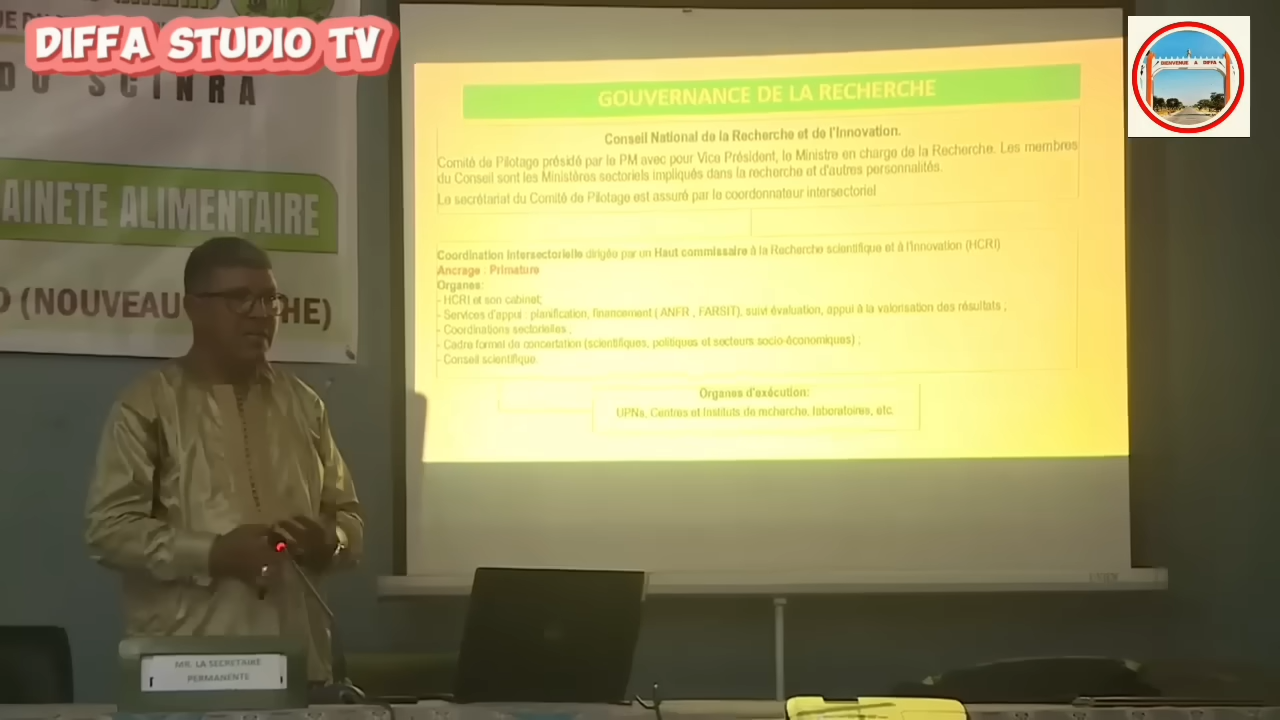 DIFFA STUDIO TV
DU SCINRA
AINETE ALIMENTAIRE
(NOUVEAU
HE)
BIENVENUE A DIFFA
GOUVERNANCE DE LA RECHERCHE
Conseil National de la Recherche et de l'Innovation.
Comité de Pilotage présidé par le PM avec pour Vice Président, le Ministre en charge de la Recherche. Les membres
du Conseil sont les Ministères sectoriels impliqués dans la recherche et d'autres personnalités.
Le secrétariat du Comité de Pilotage est assuré par le coordonnateur intersectoriel
Coordination intersectorielle dirigée par un Haut commissaire à la Recherche scientifique et à l'Innovation (HCRI)
Ancrage : Primature
Organes:
- HCRI et son cabinet;
- Services d'appui : planification, financement ( ANFR , FARSIT), suivi évaluation, appui à la valorisation des résultats ;
- Coordinations sectorielles ;
- Cadre formel de concertation (scientifiques, politiques et secteurs socio-économiques) ;
- Conseil scientifique.
Organes d'exécution:
UPNs, Centres et Instituts de recherche, laboratoires, etc.
MR. LA SECRETAIRE
PERMANENTE